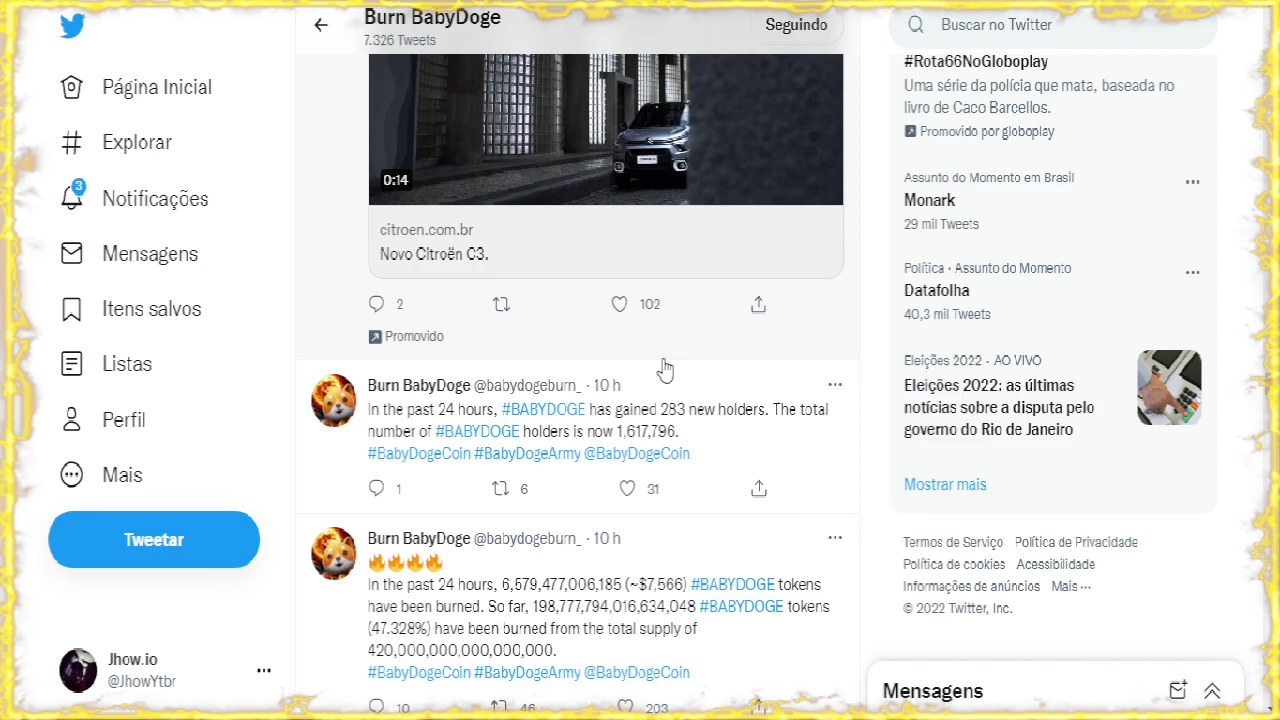 Página Inicial
Explorar
3
Notificações
Mensagens
Itens salvos
Listas
Perfil
Mais
Tweetar
Jhow.io
@JhowYtbr
Burn BabyDoge
7.326 Tweets
Seguindo
0:14
citroen.com.br
Novo Citroën C3.
2
102
Promovido
Burn BabyDoge @babydogeburn_ · 10 h
In the past 24 hours, #BABYDOGE has gained 283 new holders. The total
number of #BABYDOGE holders is now 1,617,796.
#BabyDogeCoin #BabyDogeArmy @BabyDogeCoin
1 6 31
Burn BabyDoge @babydogeburn_ · 10 h
🔥🔥🔥🔥
In the past 24 hours, 6,579,477,006,185 (~$7,566) #BABYDOGE tokens
have been burned. So far, 198,777,794,016,634,048 #BABYDOGE tokens
(47.328%) have been burned from the total supply of
420,000,000,000,000,000.
#BabyDogeCoin #BabyDogeArmy @BabyDogeCoin
10 46 203
Buscar no Twitter
#Rota66NoGloboplay
Uma série da polícia que mata, baseada no
livro de Caco Barcellos.
Promovido por globoplay
Assunto do Momento em Brasil
Monark
29 mil Tweets
Política · Assunto do Momento
Datafolha
40,3 mil Tweets
Eleições 2022 · AO VIVO
Eleições 2022: as últimas
notícias sobre a disputa pelo
governo do Rio de Janeiro
Mostrar mais
Termos de Serviço Política de Privacidade
Política de cookies Acessibilidade
Informações de anúncios Mais ···
© 2022 Twitter, Inc.
Mensagens